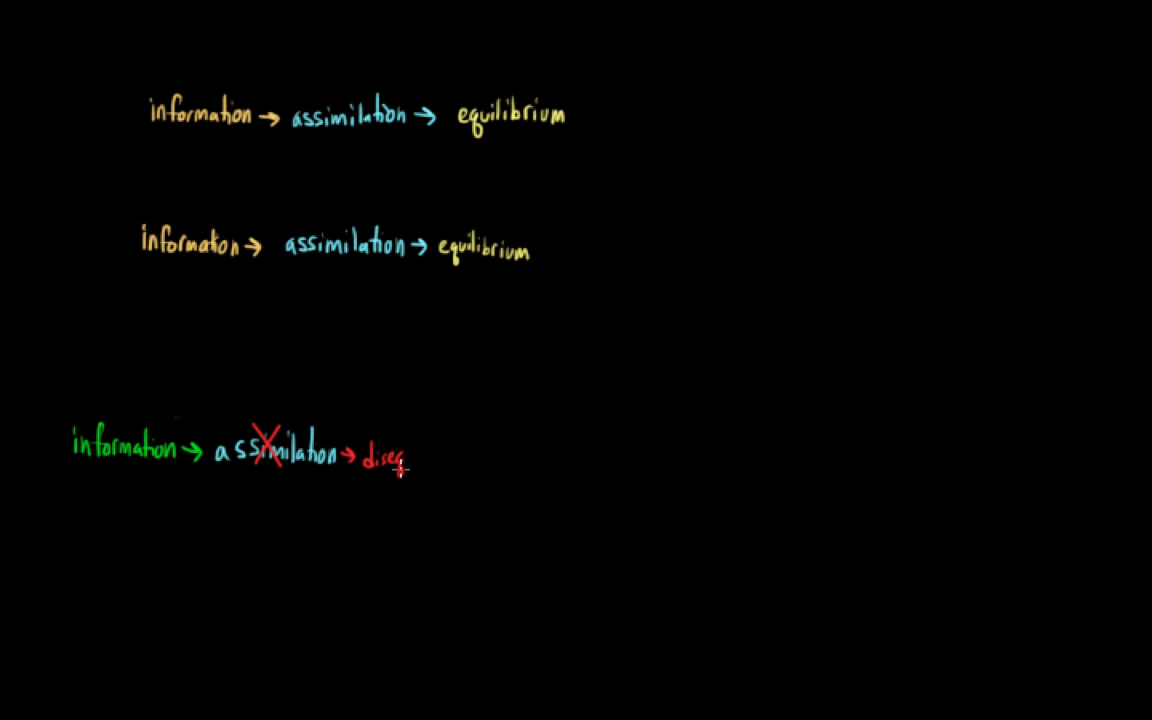 information → assimilation → equilibrium
information → assimilation → equilibrium
information → assimilation → diseq